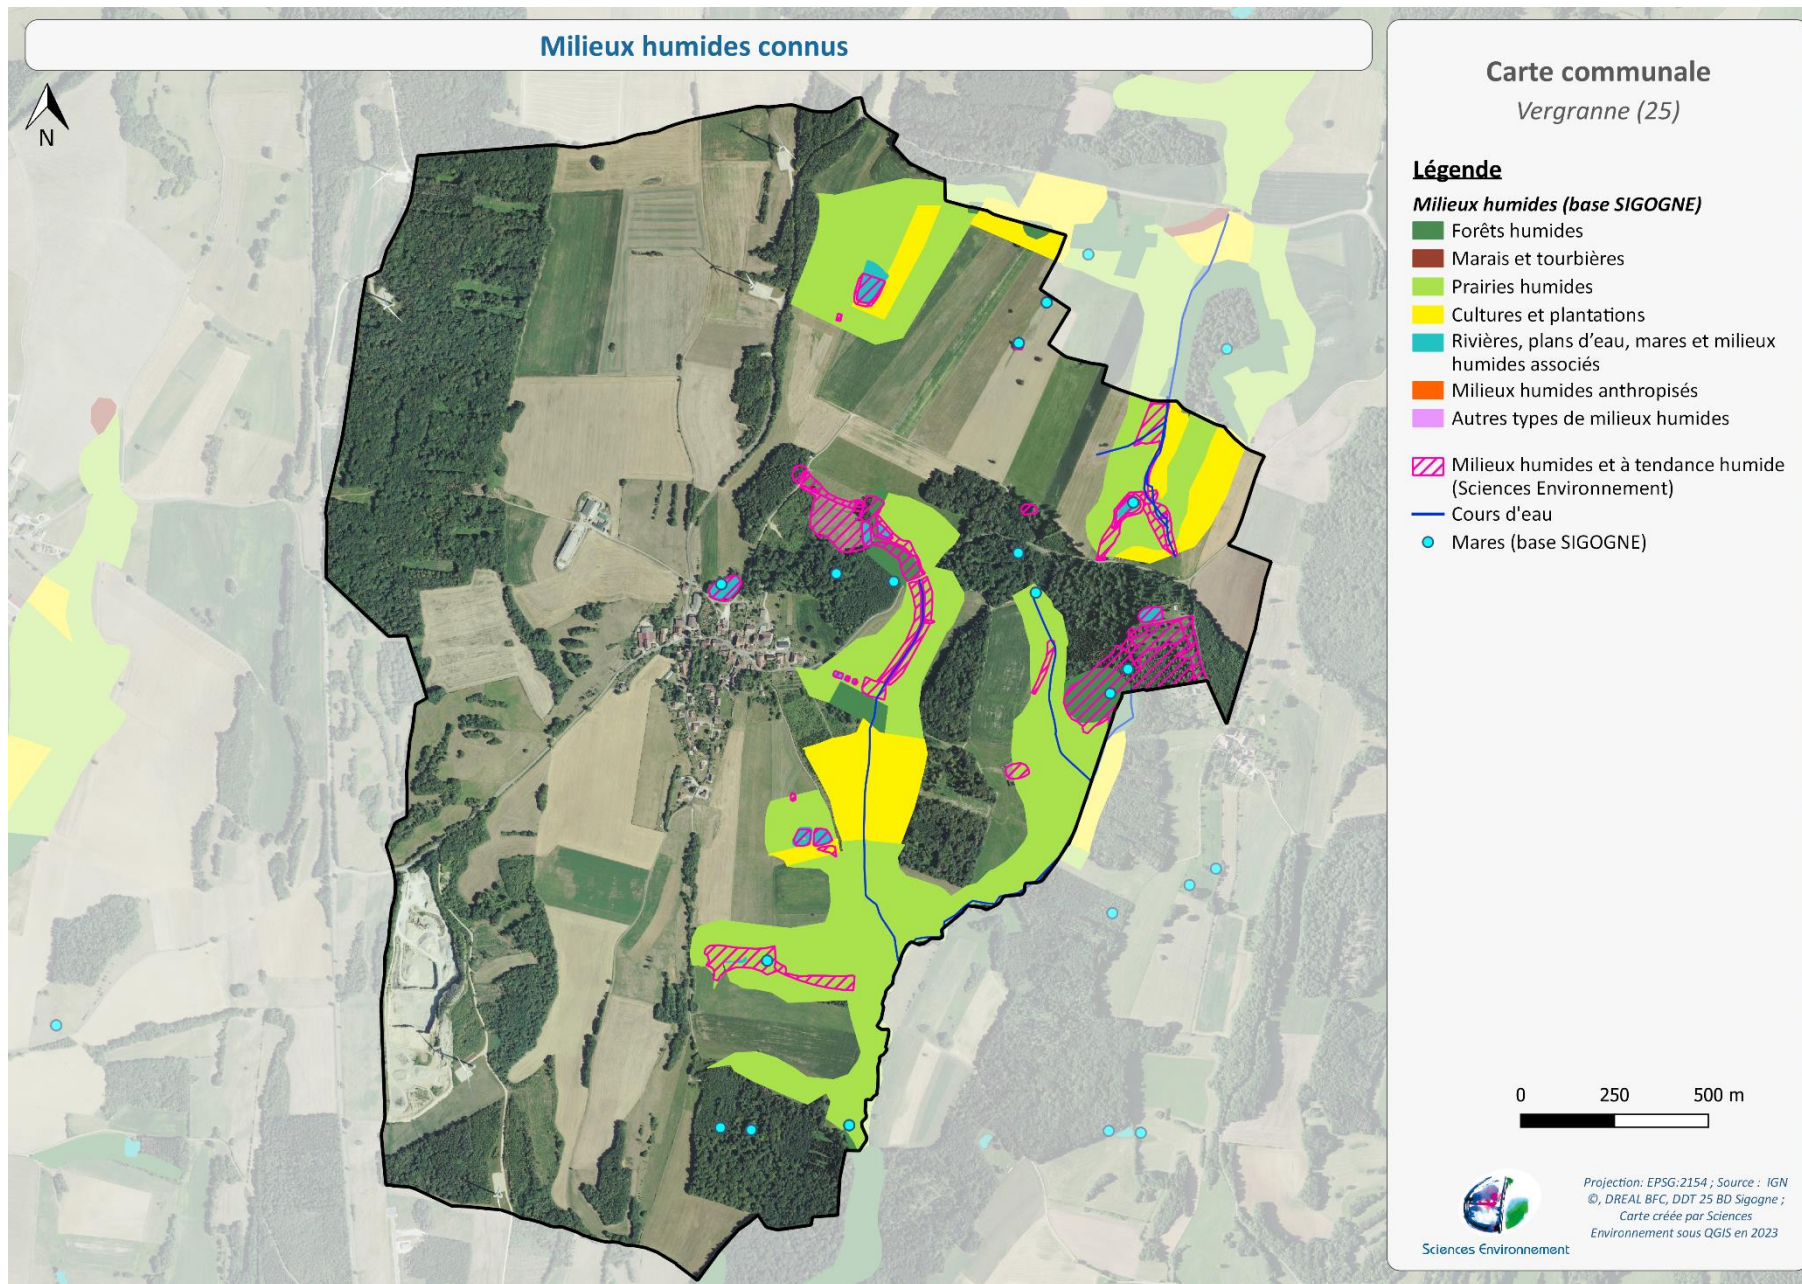 Milieux humides connus
N
Carte communale
Vergranne (25)
Légende
Milieux humides (base SIGOGNE)
Forêts humides
Marais et tourbières
Prairies humides
Cultures et plantations
Rivières, plans d'eau, mares et milieux
humides associés
Milieux humides anthropisés
Autres types de milieux humides
Milieux humides et à tendance humide
(Sciences Environnement)
Cours d'eau
Mares (base SIGOGNE)
0 250 500 m
Sciences Environnement
Projection: EPSG:2154 ; Source : IGN
©, DREAL BFC, DDT 25 BD Sigogne ;
Carte créée par Sciences
Environnement sous QGIS en 2023